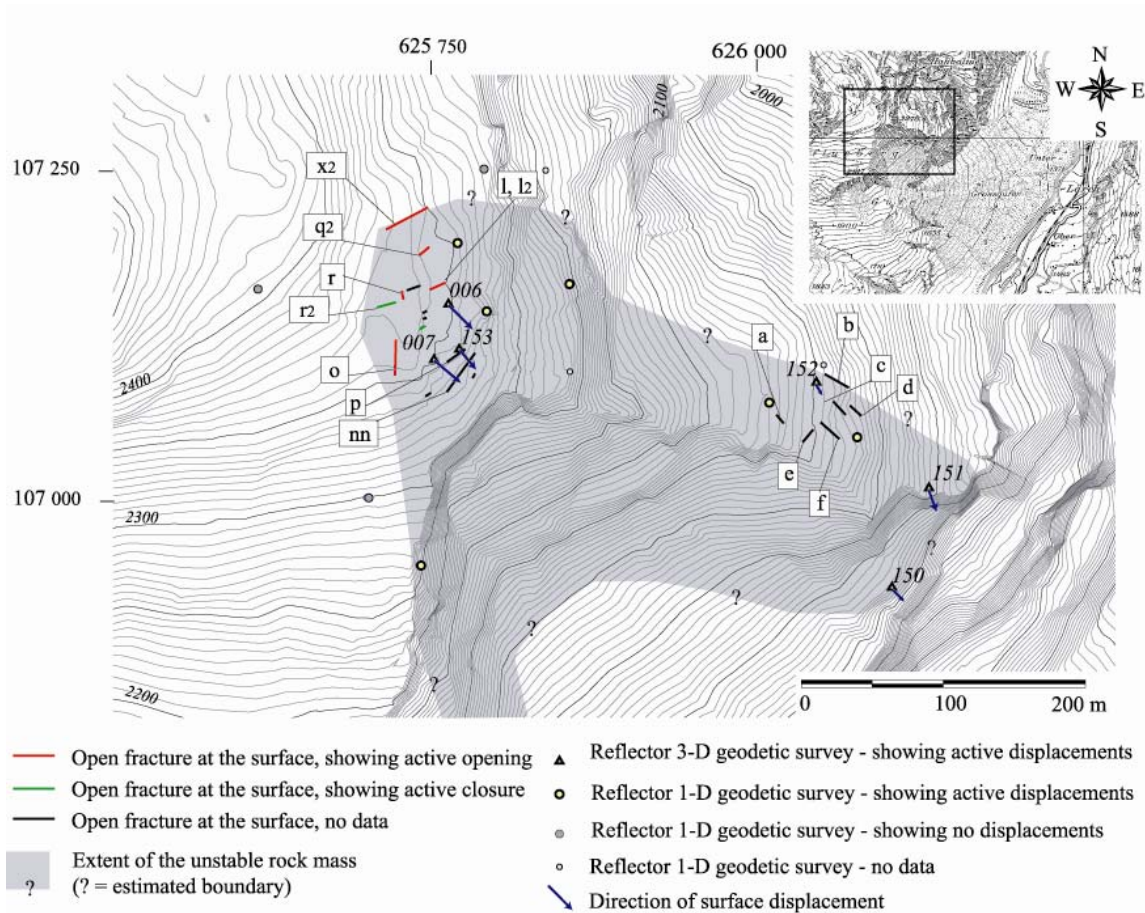 625 750
626 000
N
W E
S
2100
2000
107 250
x2
l, l2
?
?
q2
r
006
r2
007
153
o
2400
p
nn
?
a
b
152°
c
d
?
e
f
151
107 000
2300
?
150
?
?
2200
?
0 100 200 m
Open fracture at the surface, showing active opening
Open fracture at the surface, showing active closure
Open fracture at the surface, no data
Extent of the unstable rock mass
? (? = estimated boundary)
Reflector 3-D geodetic survey - showing active displacements
Reflector 1-D geodetic survey - showing active displacements
Reflector 1-D geodetic survey - showing no displacements
Reflector 1-D geodetic survey - no data
Direction of surface displacement